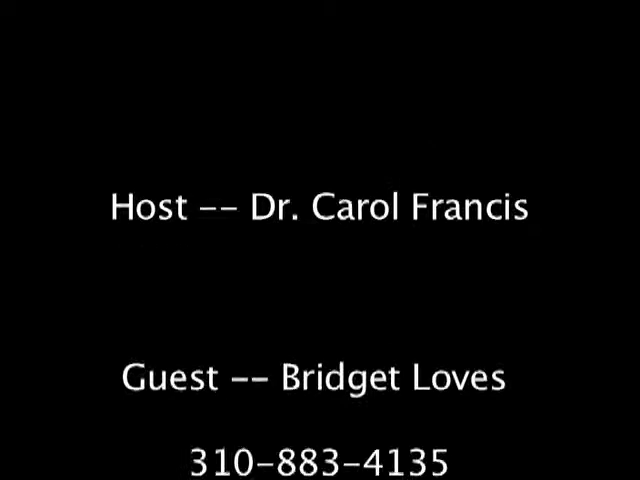 Host -- Dr. Carol Francis
Guest -- Bridget Loves
310-883-4135